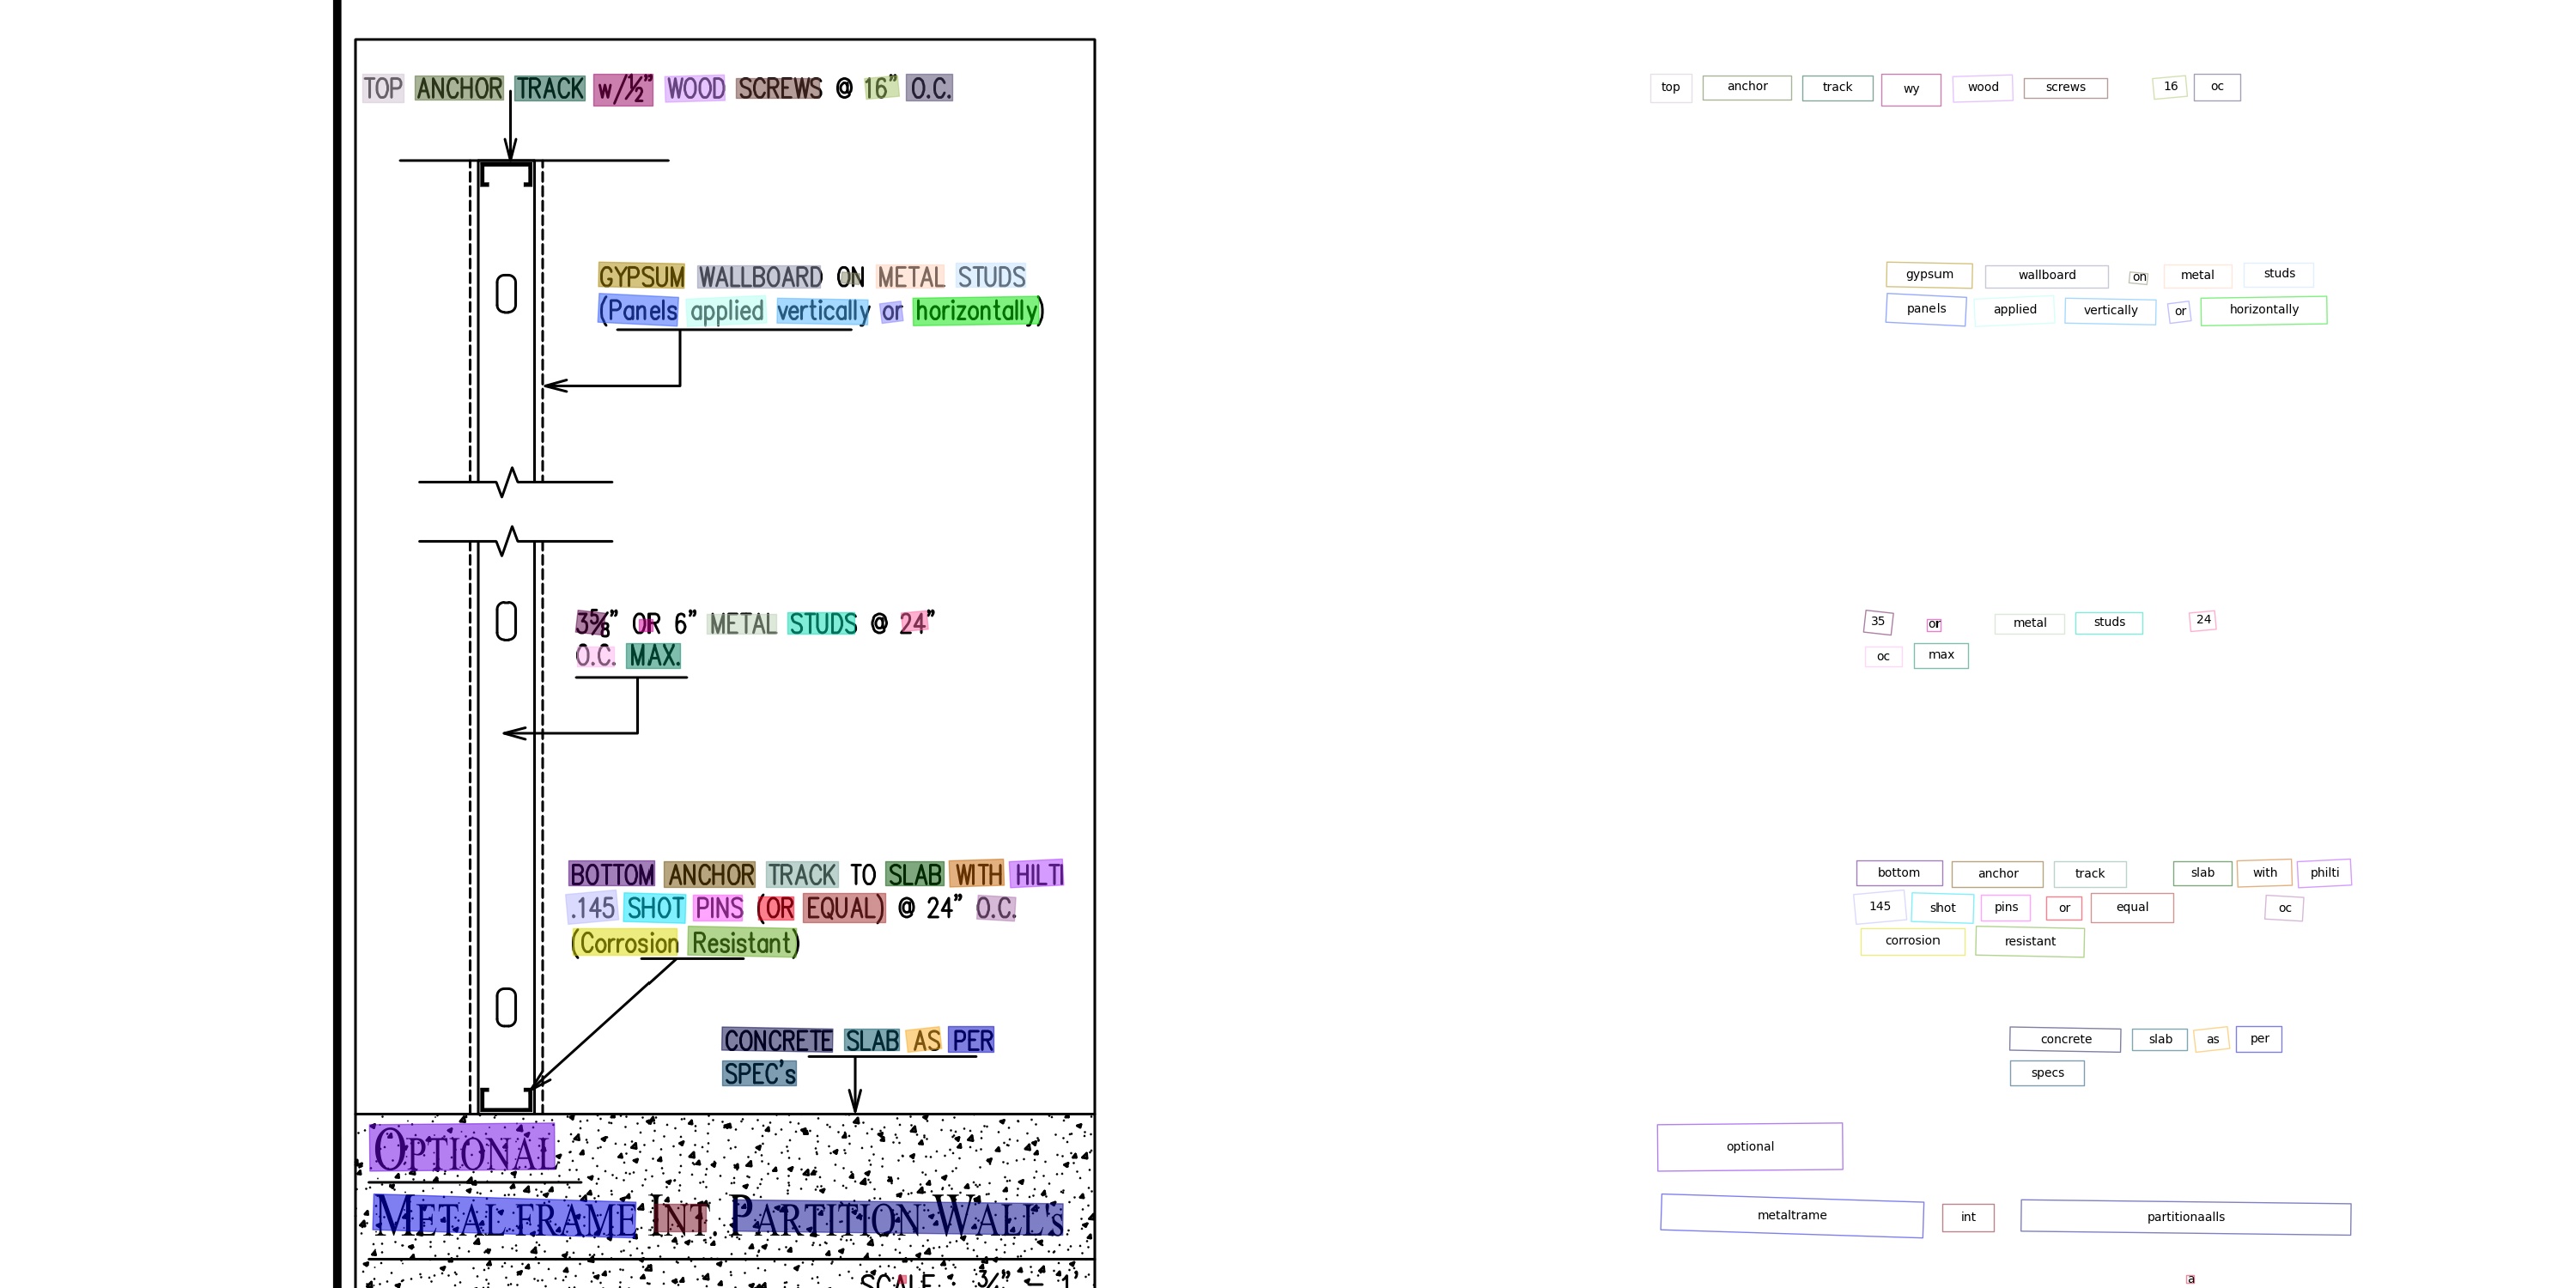 TOP ANCHOR TRACK w/½” WOOD SCREWS @ 16” O.C.
top anchor track wy wood screws 16 oc
GYPSUM WALLBOARD ON METAL STUDS
(Panels applied vertically or horizontally)
gypsum wallboard on metal studs
panels applied vertically or horizontally
3⅝” OR 6” METAL STUDS @ 24”
O.C. MAX.
35 or metal studs 24
oc max
BOTTOM ANCHOR TRACK TO SLAB WITH HILTI
.145 SHOT PINS (OR EQUAL) @ 24” O.C.
(Corrosion Resistant)
bottom anchor track slab with philti
145 shot pins or equal oc
corrosion resistant
CONCRETE SLAB AS PER
SPEC's
concrete slab as per
specs
OPTIONAL
optional
METAL FRAME INT. PARTITION WALL's
metaltrame int partitionaalls
SCALE : ¾” = 1'
a